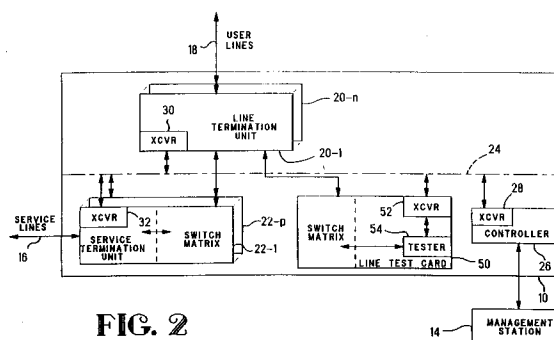 USER
LINES
18
30
20-n
XCVR
LINE
TERMINATION
UNIT
20-1
24
52
28
SERVICE
LINES
16
XCVR
32
22-p
SERVICE
TERMINATION
UNIT
SWITCH
MATRIX
22-1
SWITCH
MATRIX
XCVR
54
TESTER
LINE TEST CARD
50
XCVR
CONTROLLER
26
10
14
MANAGEMENT
STATION
FIG. 2